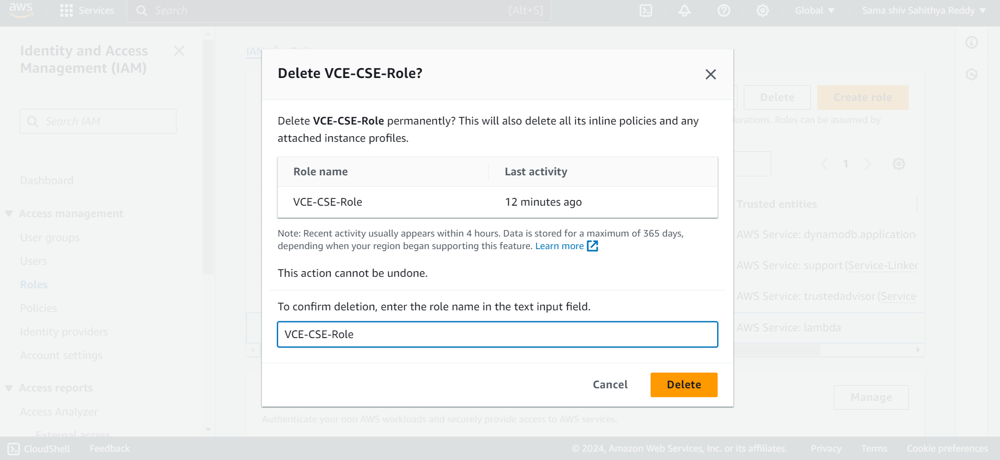 aws
Services
Search
[Alt+S]
Global
Sama shiv Sahithya Reddy
Identity and Access
Management (IAM)
Search IAM
Dashboard
Access management
User groups
Users
Roles
Policies
Identity providers
Account settings
Access reports
Access Analyzer
External access
Delete
Create role
urations. Roles can be assumed by
1
Trusted entities
AWS Service: dynamodb.application-
AWS Service: support (Service-Linked
AWS Service: trustedadvisor (Service
AWS Service: lambda
Delete VCE-CSE-Role?
Delete VCE-CSE-Role permanently? This will also delete all its inline policies and any
attached instance profiles.
Role name
Last activity
VCE-CSE-Role
12 minutes ago
Note: Recent activity usually appears within 4 hours. Data is stored for a maximum of 365 days,
depending when your region began supporting this feature. Learn more
This action cannot be undone.
To confirm deletion, enter the role name in the text input field.
VCE-CSE-Role
Cancel
Delete
Manage
Authenticate your non AWS workloads and securely provide access to AWS services.
CloudShell
Feedback
© 2024, Amazon Web Services, Inc. or its affiliates.
Privacy
Terms
Cookie preferences